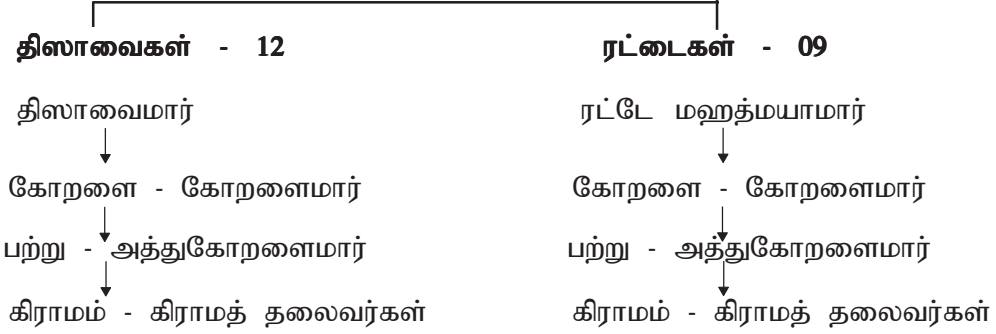 திஸாவைகள் - 12
திஸாவைமார்
கோறளை - கோறளைமார்
பற்று - அத்துகோறளைமார்
கிராமம் - கிராமத் தலைவர்கள்
ரட்டைகள் - 09
ரட்டே மஹத்மயாமார்
கோறளை - கோறளைமார்
பற்று - அத்துகோறளைமார்
கிராமம் - கிராமத் தலைவர்கள்